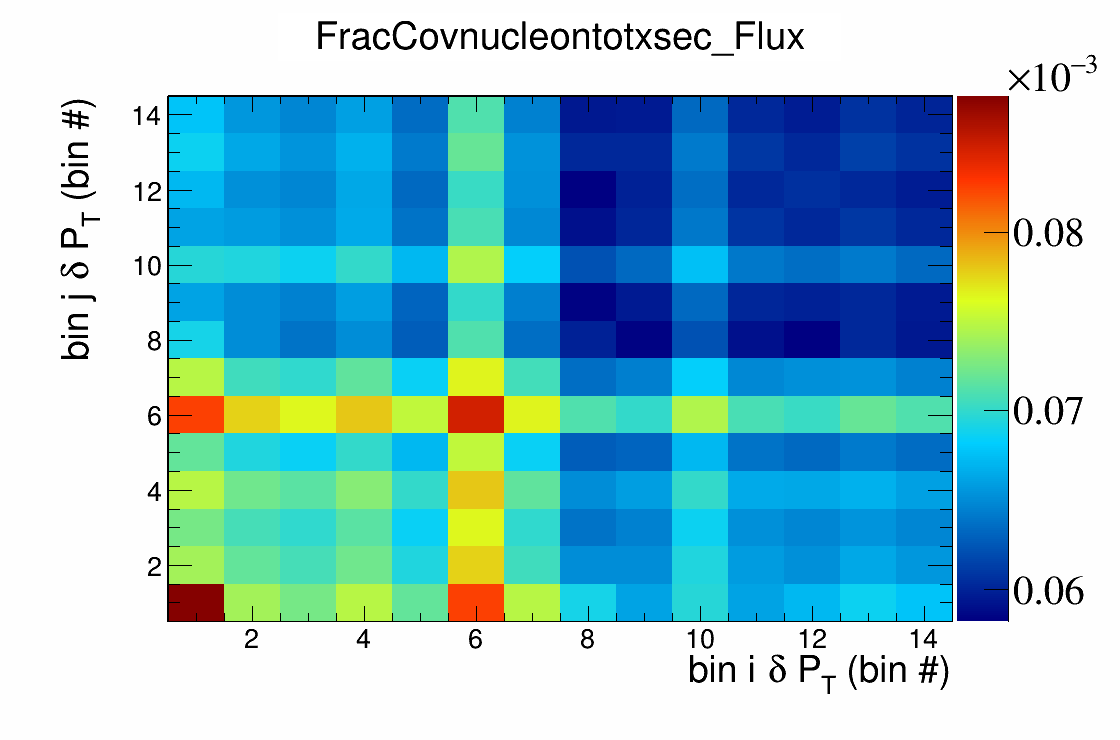 FracCovnucleontotxsec_Flux
×10⁻³
bin j δ P_T (bin #)
14
12
10
8
6
4
2
0.08
0.07
0.06
2 4 6 8 10 12 14
bin i δ P_T (bin #)